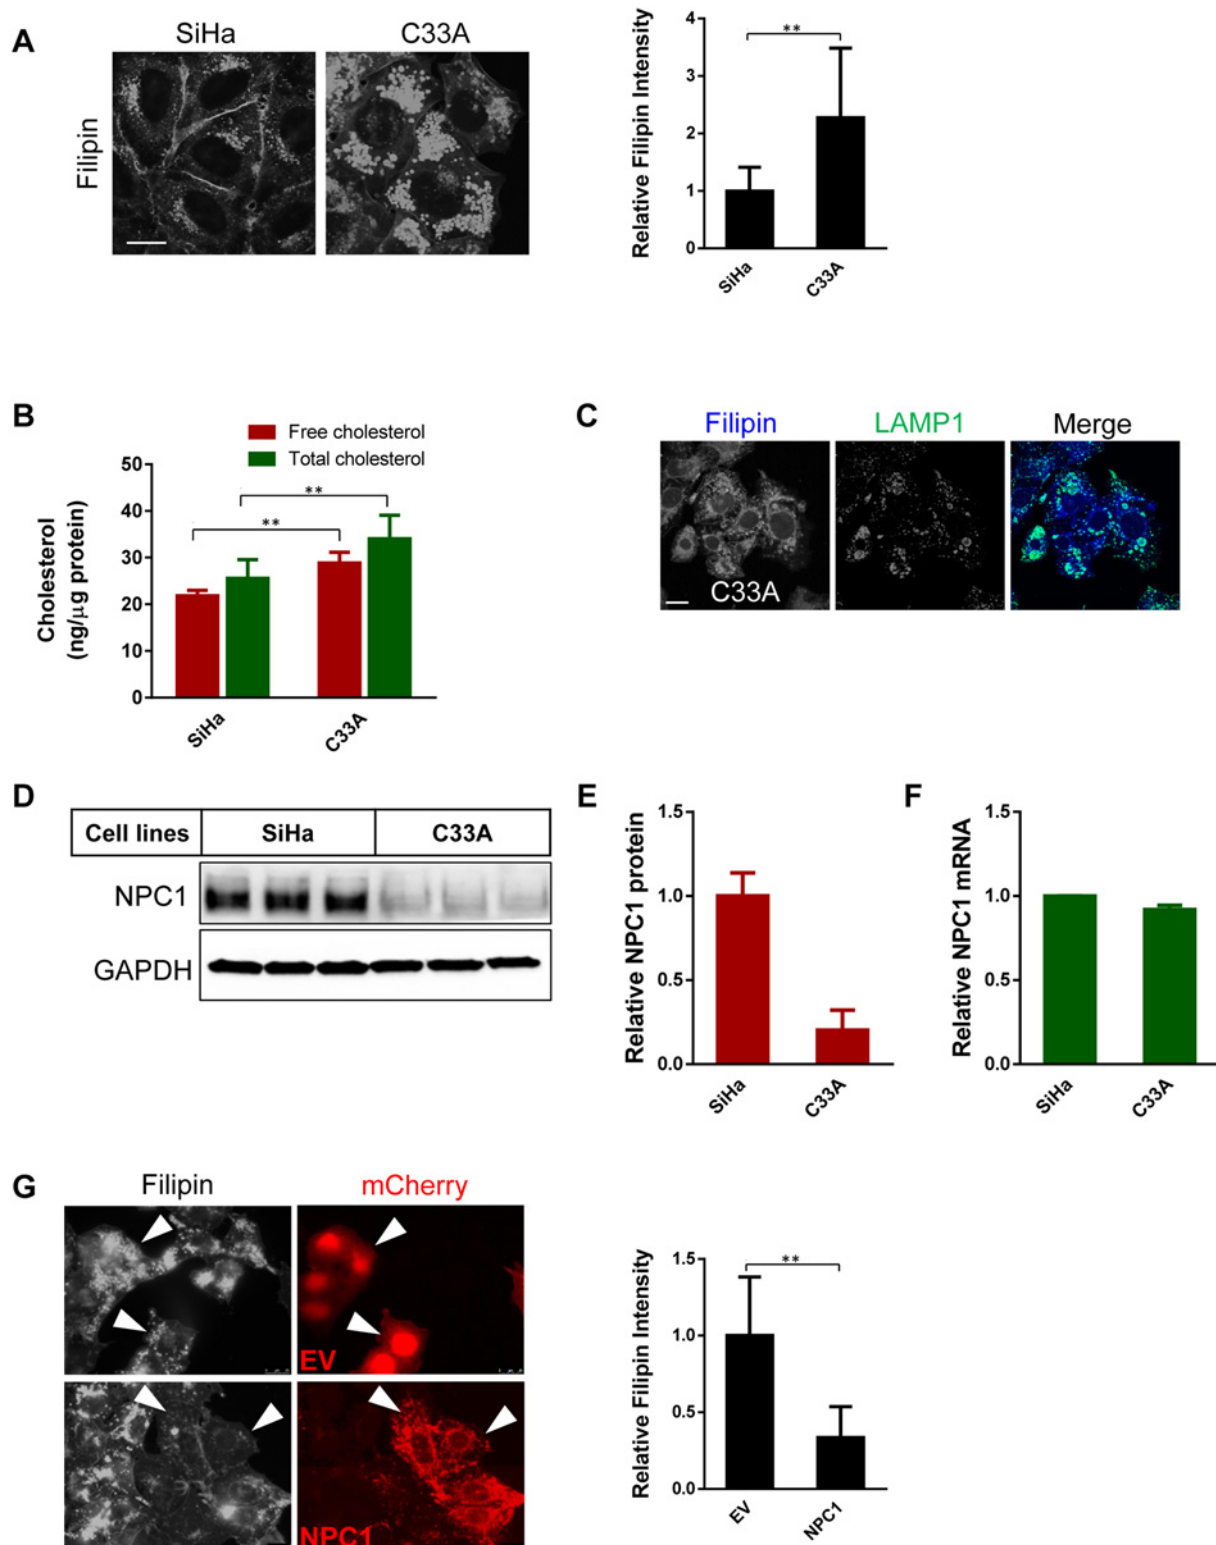 A
SiHa
C33A
Filipin
Relative Filipin Intensity
4
3
2
1
0
**
SiHa
C33A
B
Free cholesterol
Total cholesterol
Cholesterol
(ng/µg protein)
50
40
30
20
10
0
**
**
SiHa
C33A
C
Filipin
LAMP1
Merge
C33A
D
Cell lines
SiHa
C33A
NPC1
GAPDH
E
Relative NPC1 protein
1.5
1.0
0.5
0.0
SiHa
C33A
F
Relative NPC1 mRNA
1.5
1.0
0.5
0.0
SiHa
C33A
G
Filipin
mCherry
EV
NPC1
Relative Filipin Intensity
1.5
1.0
0.5
0.0
**
EV
NPC1